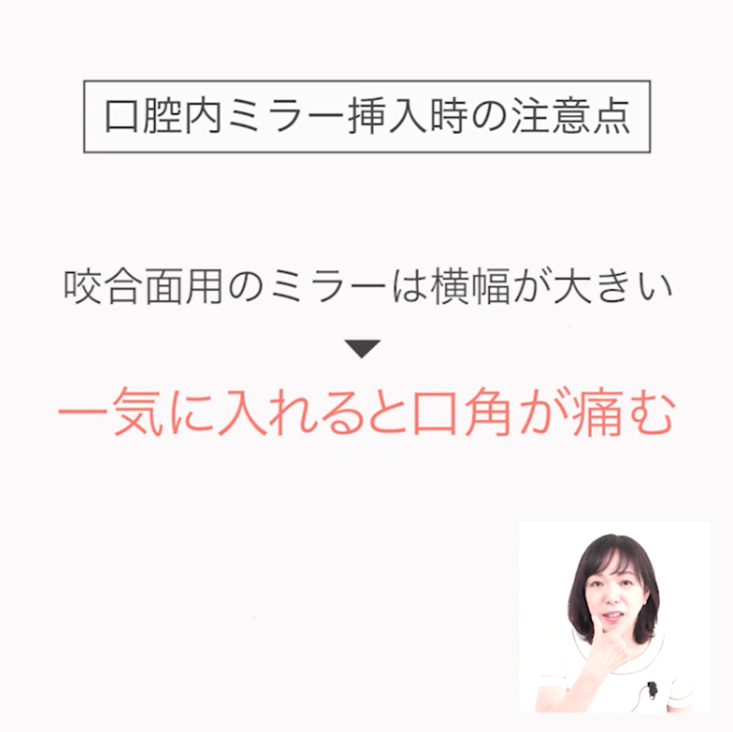 口腔内ミラー挿入時の注意点
咬合面用のミラーは横幅が大きい
一気に入れると口角が痛む